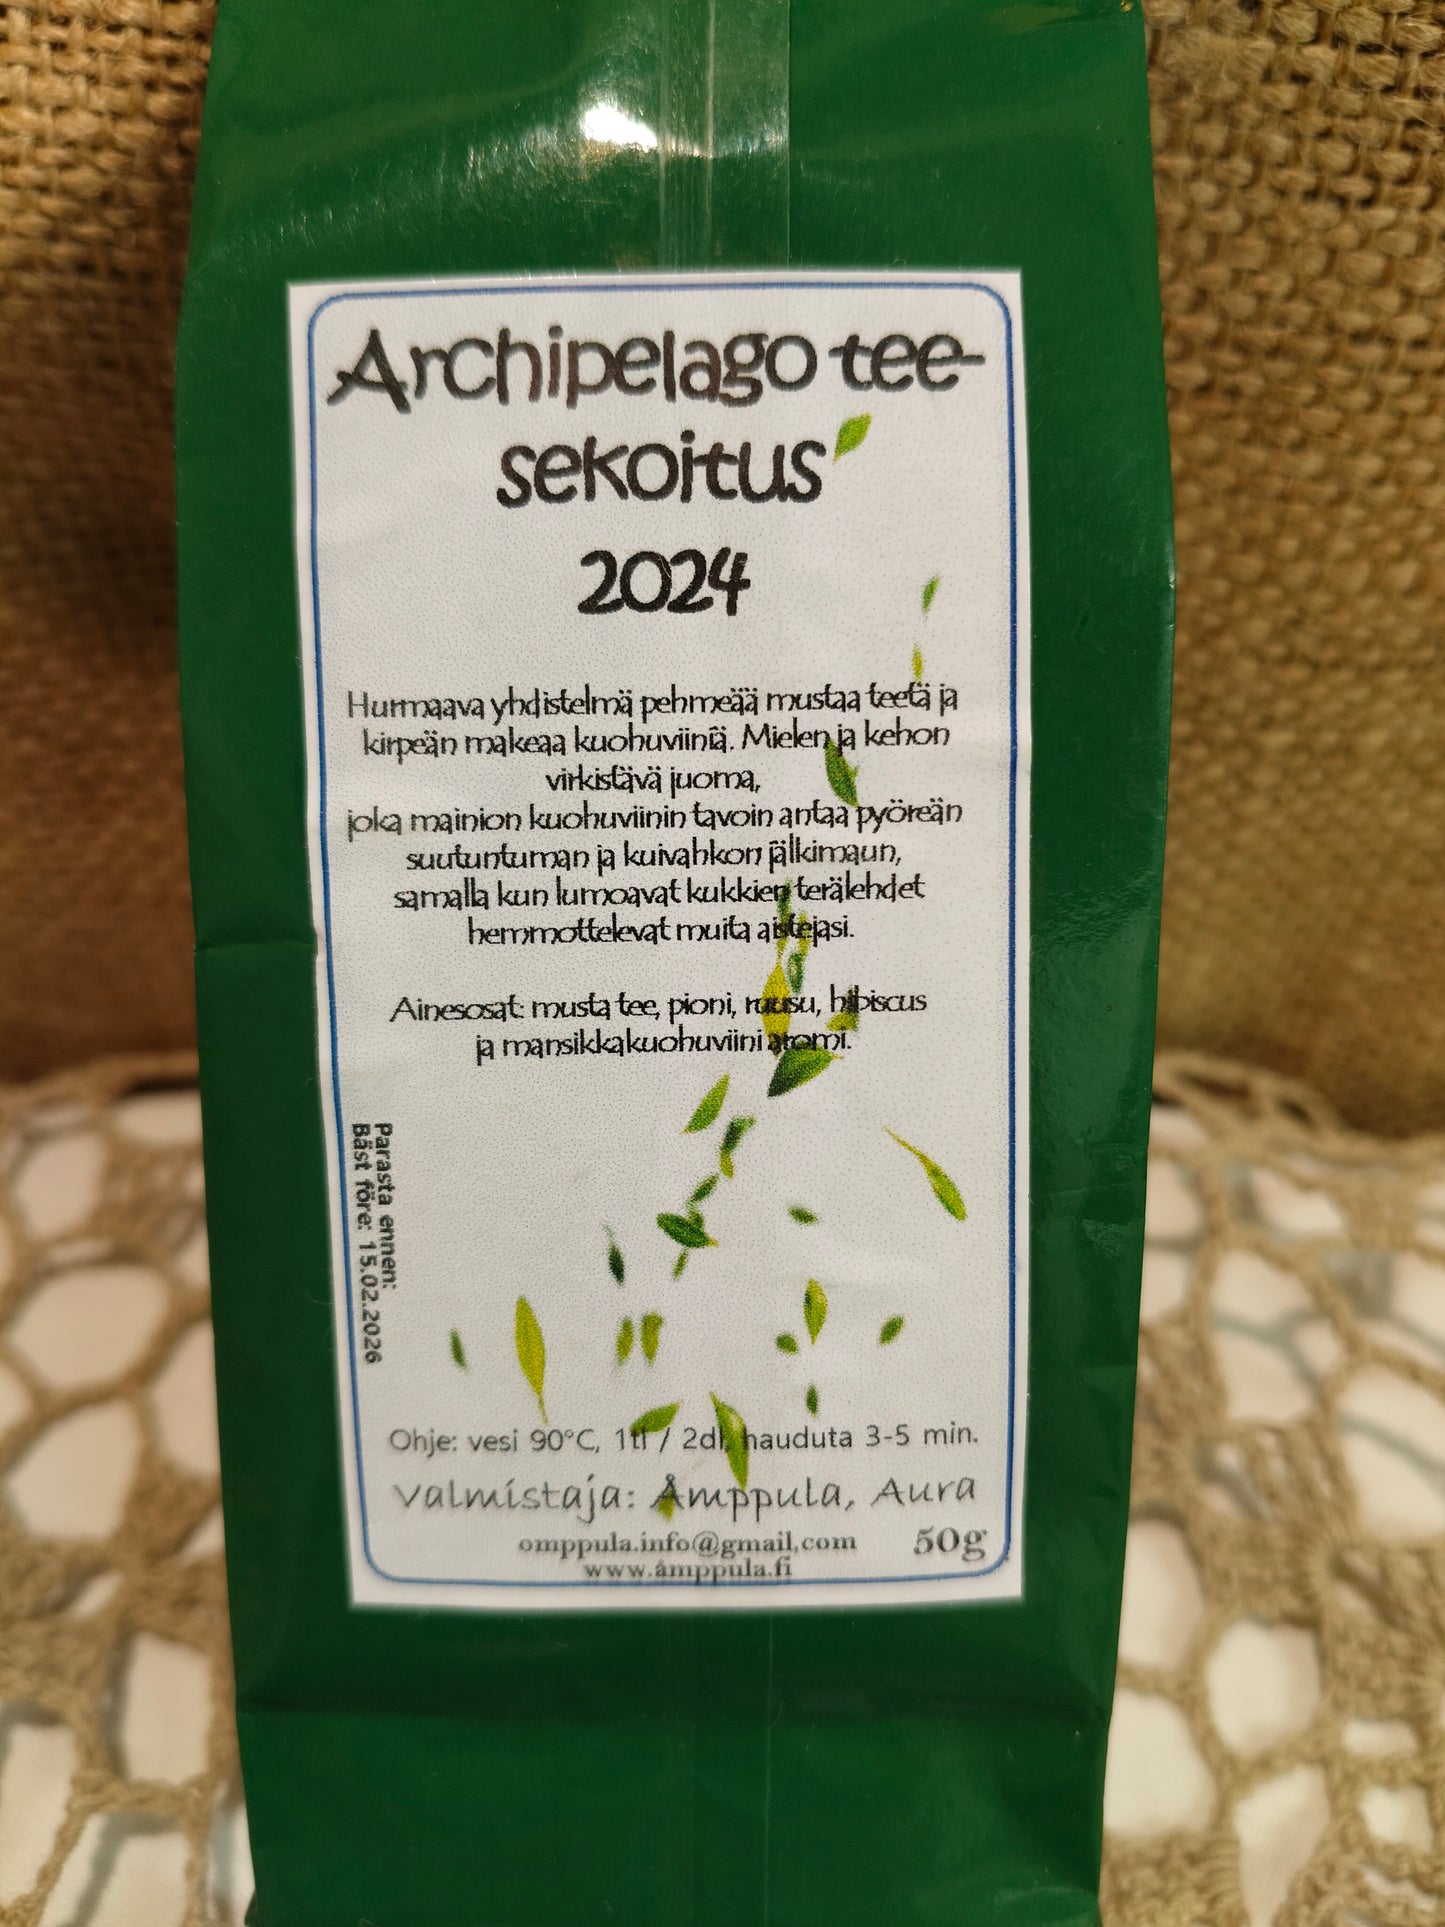 Archipelago tee-
sekoitus
2024
Hurmaava yhdistelmä pehmeää mustaa teetä ja
kirpeän makeaa kuohuviiniä. Mielen ja kehon
virkistävä juoma,
joka mainion kuohuviinin tavoin antaa pyöreän
suutuntuman ja kuivahkon jälkimaun,
samalla kun lumoavat kukkien terälehdet
hemmottelevat muita aistejasi.
Ainesosat: musta tee, pioni, ruusu, hibiscus
ja mansikkakuohuviini aromi.
Parasta ennen:
Bäst före: 15.02.2026
Ohje: vesi 90°C, 1tl / 2dl, hauduta 3-5 min.
Valmistaja: Åmppula, Aura
omppula.info@gmail.com 50g
www.åmppula.fi